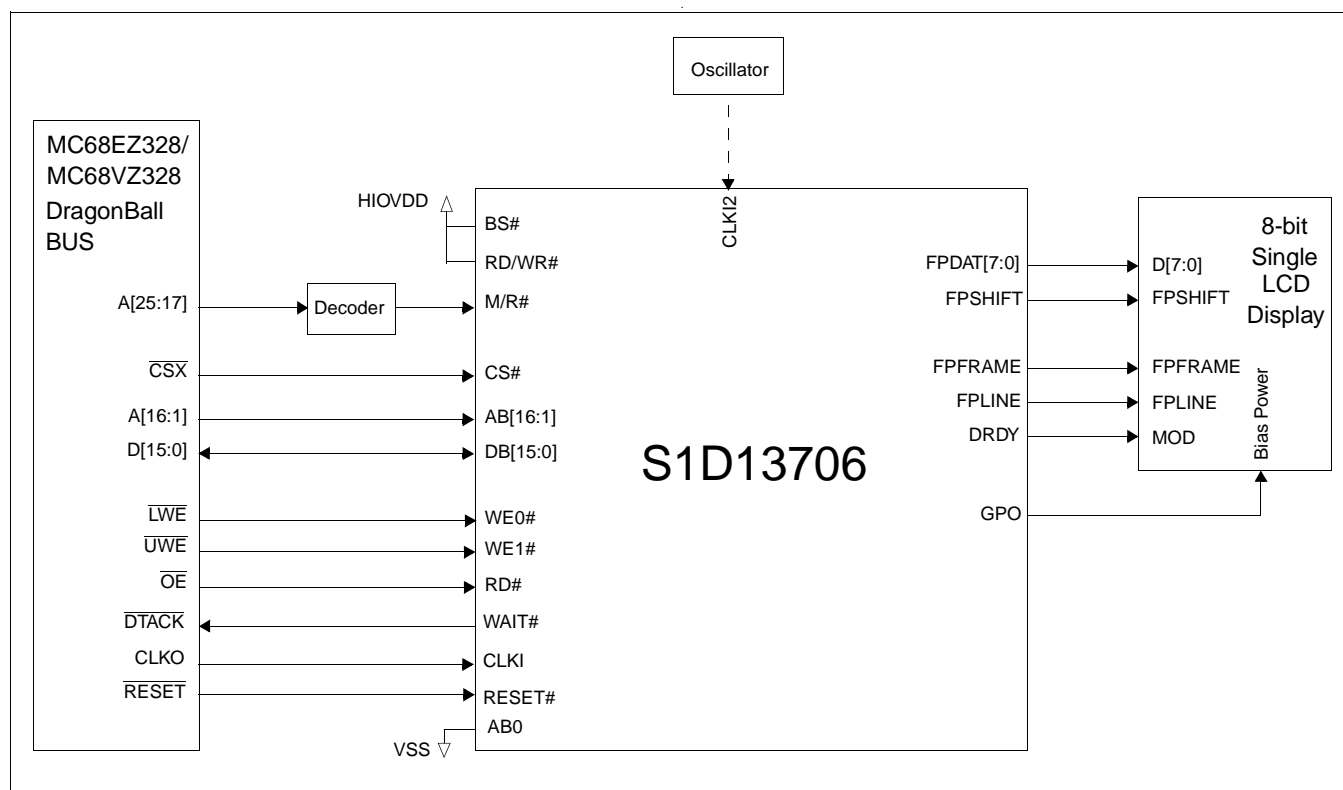 Oscillator
MC68EZ328/
MC68VZ328
DragonBall
BUS
A[25:17]
CSX
A[16:1]
D[15:0]
LWE
UWE
OE
DTACK
CLKO
RESET
HIOVDD
Decoder
VSS
BS#
RD/WR#
M/R#
CS#
AB[16:1]
DB[15:0]
WE0#
WE1#
RD#
WAIT#
CLKI
RESET#
AB0
CLKI2
S1D13706
FPDAT[7:0]
FPSHIFT
FPFRAME
FPLINE
DRDY
GPO
8-bit
Single
LCD
Display
D[7:0]
FPSHIFT
FPFRAME
FPLINE
MOD
Bias Power